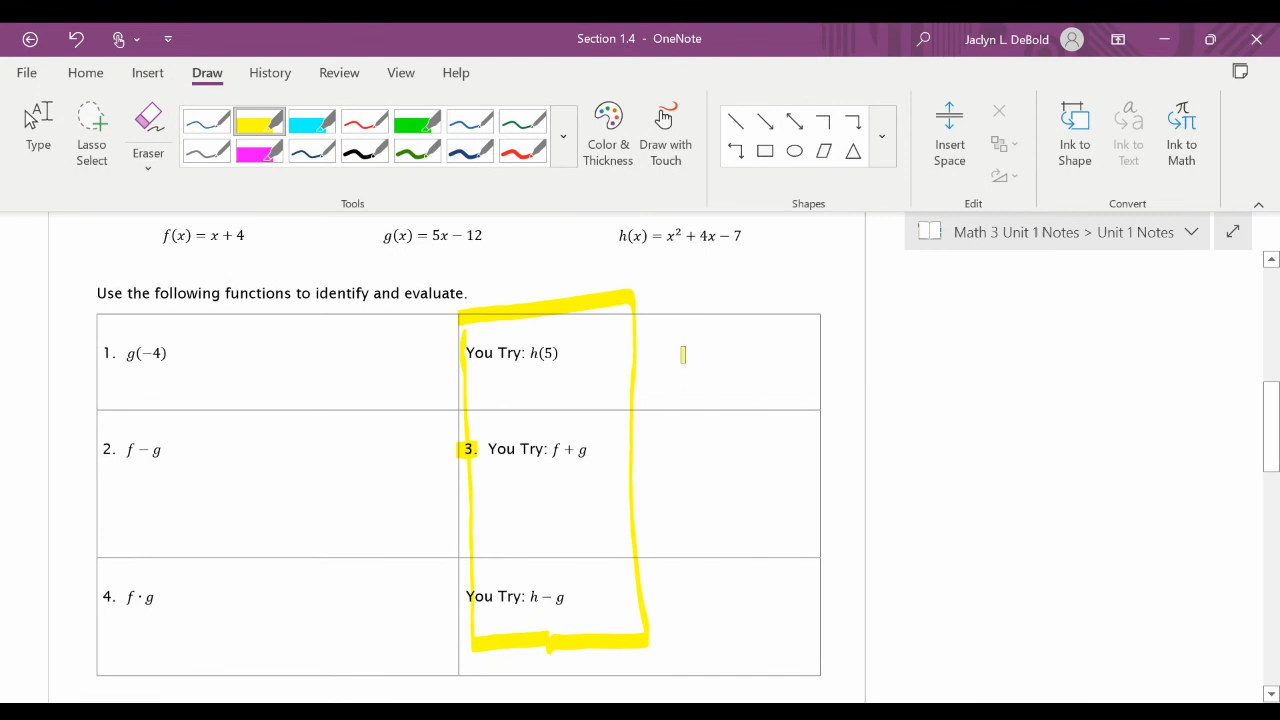 Section 1.4 - OneNote
Jaclyn L. DeBold
File Home Insert Draw History Review View Help
Type
Lasso Select
Eraser
Color & Thickness
Draw with Touch
Insert Space
Ink to Shape
Ink to Text
Ink to Math
Tools
Shapes
Edit
Convert
Math 3 Unit 1 Notes > Unit 1 Notes
f(x) = x + 4 g(x) = 5x − 12 h(x) = x² + 4x − 7
Use the following functions to identify and evaluate.
1. g(−4)
You Try: h(5)
2. f − g
3. You Try: f + g
4. f · g
You Try: h − g